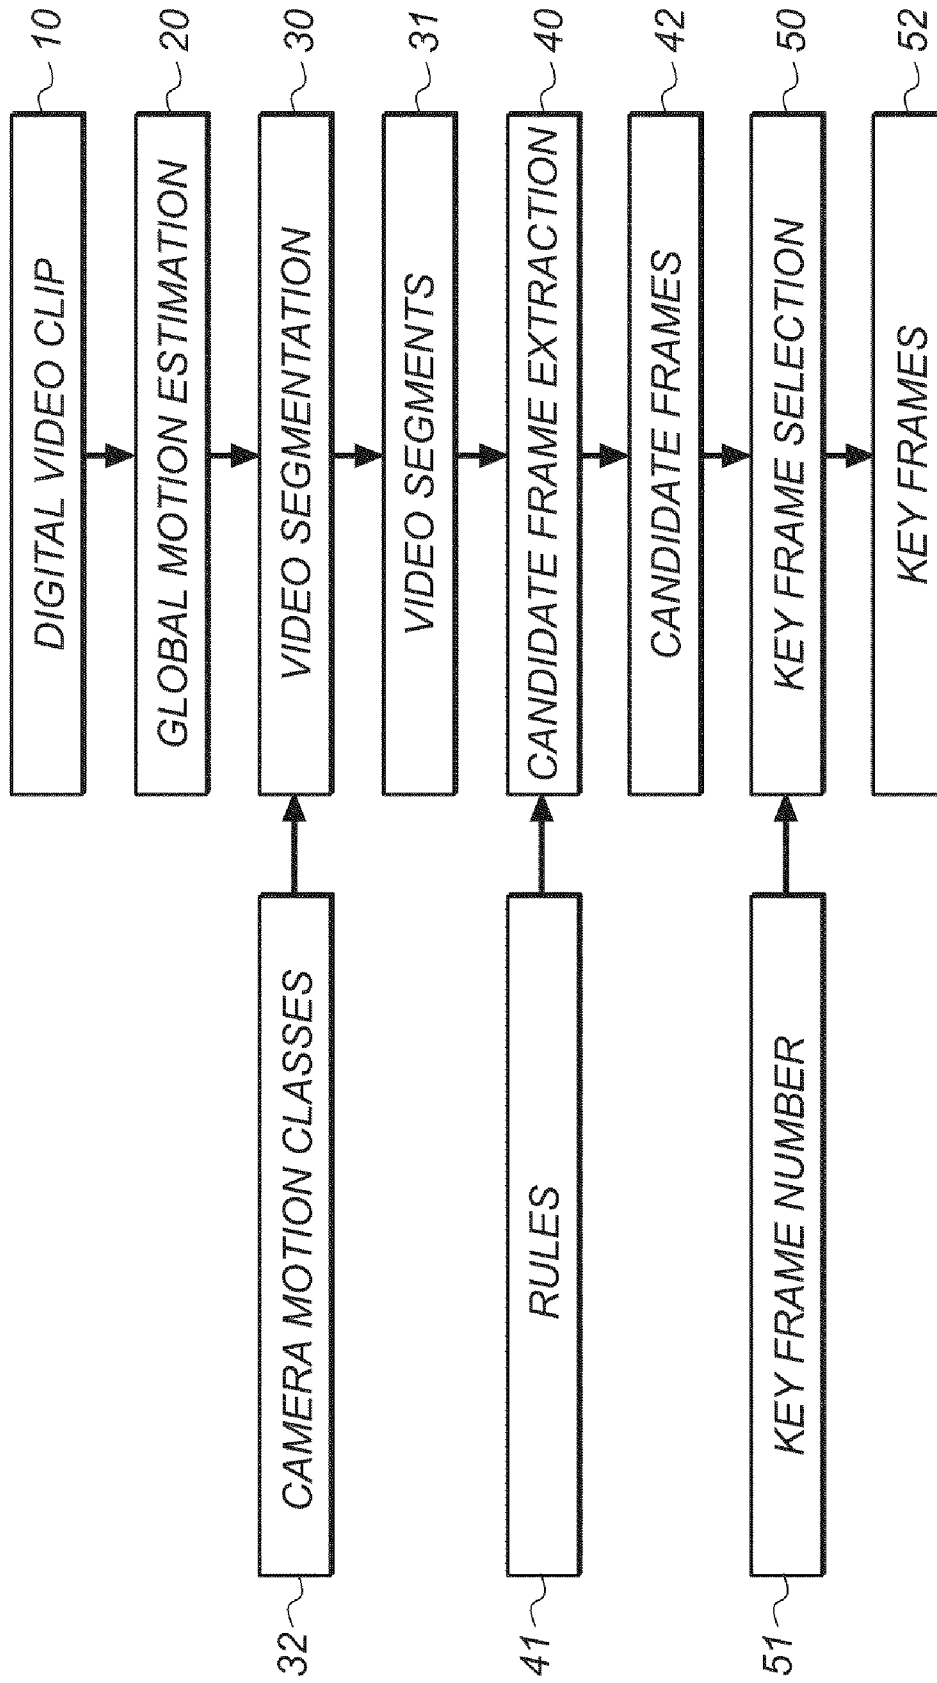 DIGITAL VIDEO CLIP
10
GLOBAL MOTION ESTIMATION
20
CAMERA MOTION CLASSES
32
VIDEO SEGMENTATION
30
VIDEO SEGMENTS
31
RULES
41
CANDIDATE FRAME EXTRACTION
40
CANDIDATE FRAMES
42
KEY FRAME NUMBER
51
KEY FRAME SELECTION
50
KEY FRAMES
52